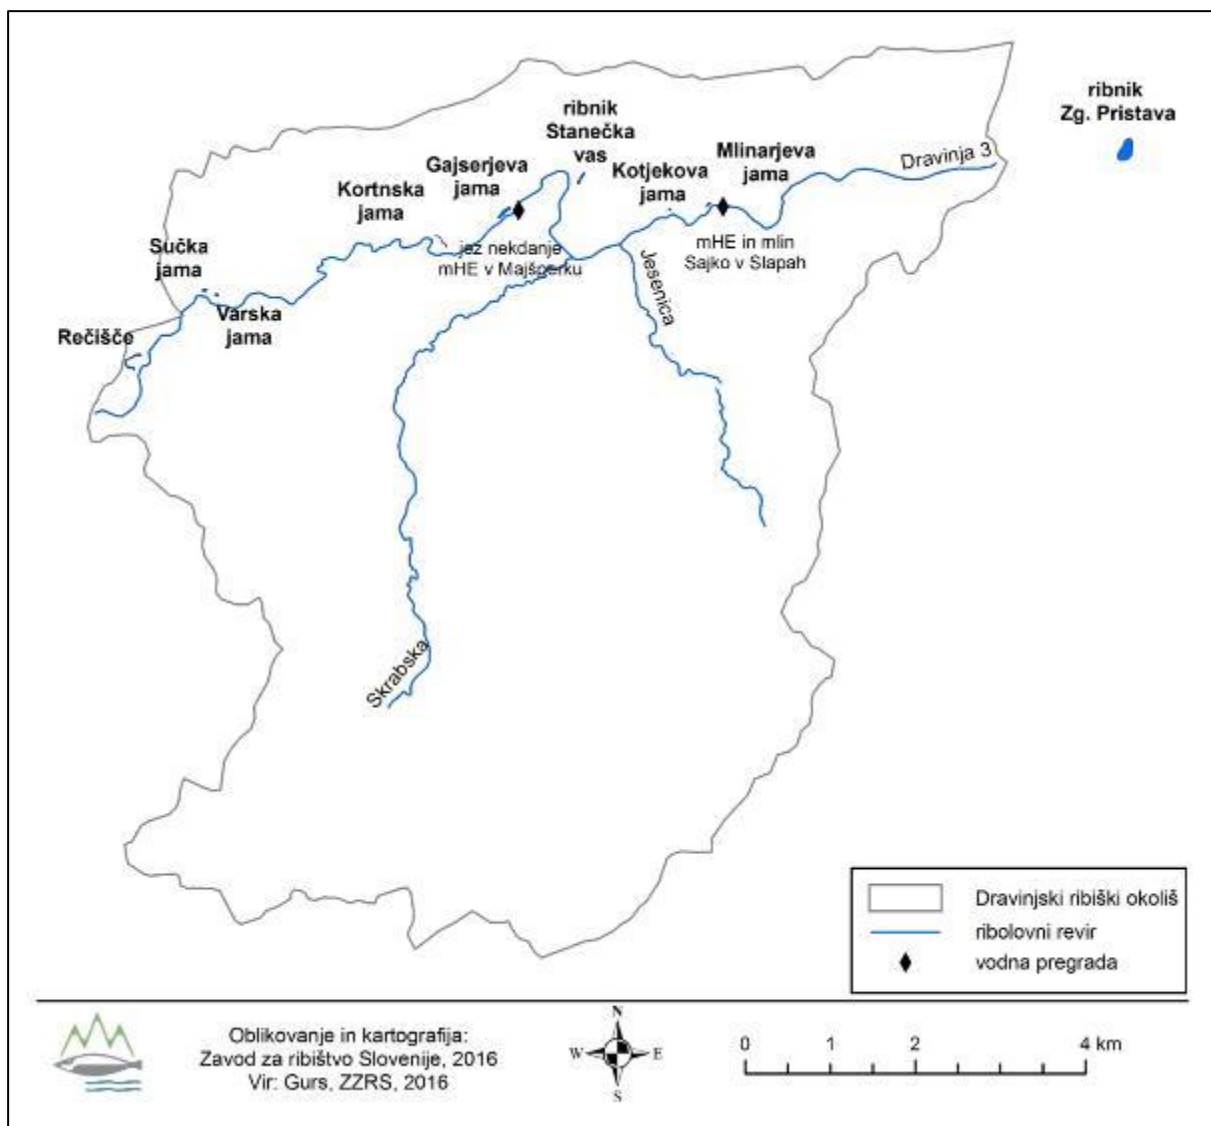 ribnik
Zg. Pristava
ribnik
Stanečka
vas
Gajserjeva
jama
Kotjekova
jama
Mlinarjeva
jama
Dravinja 3
Kortnska
jama
Sučka
jama
jez nekdanje
mHE v Majšperku
mHE in mlin
Sajko v Slapah
Jesenica
Varska
jama
Rečišče
Skrabska
Dravinjski ribiški okoliš
ribolovni revir
vodna pregrada
Oblikovanje in kartografija:
Zavod za ribištvo Slovenije, 2016
Vir: Gurs, ZZRS, 2016
N
W E
S
0 1 2 4 km